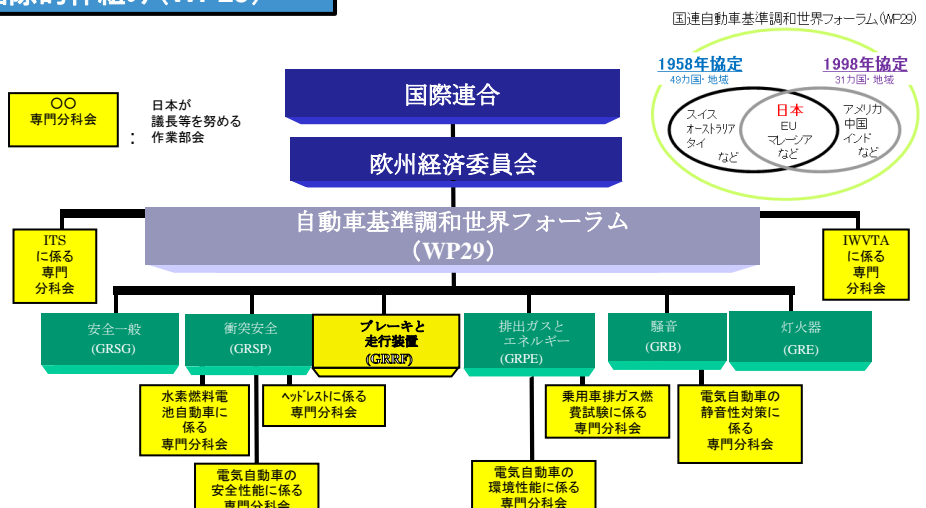 国連自動車基準調和世界フォーラム(WP29)
1958年協定
49カ国・地域
1998年協定
31カ国・地域
スイス
オーストラリア
タイ
など
日本
EU
マレーシア
など
アメリカ
中国
インド
など
〇〇
専門分科会
:
日本が
議長等を努める
作業部会
国際連合
欧州経済委員会
自動車基準調和世界フォーラム
(WP29)
ITS
に係る
専門
分科会
IWVTA
に係る
専門
分科会
安全一般
(GRSG)
衝突安全
(GRSP)
ブレーキと
走行装置
(GRRF)
排出ガスと
エネルギー
(GRPE)
騒音
(GRB)
灯火器
(GRE)
水素燃料電
池自動車に
係る
専門分科会
ヘッドレストに係る
専門分科会
乗用車排ガス燃
費試験に係る
専門分科会
電気自動車の
静音性対策に
係る
専門分科会
電気自動車の
安全性能に係る
専門分科会
電気自動車の
環境性能に係る
専門分科会